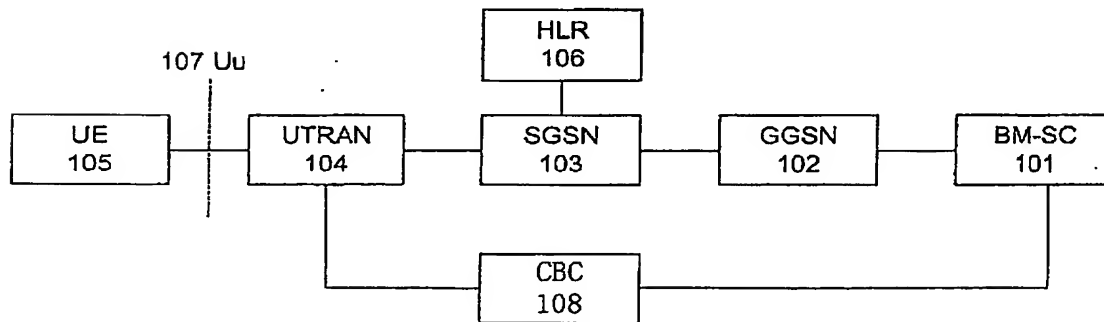 HLR
106
107 Uu
UE
105
UTRAN
104
SGSN
103
GGSN
102
BM-SC
101
CBC
108